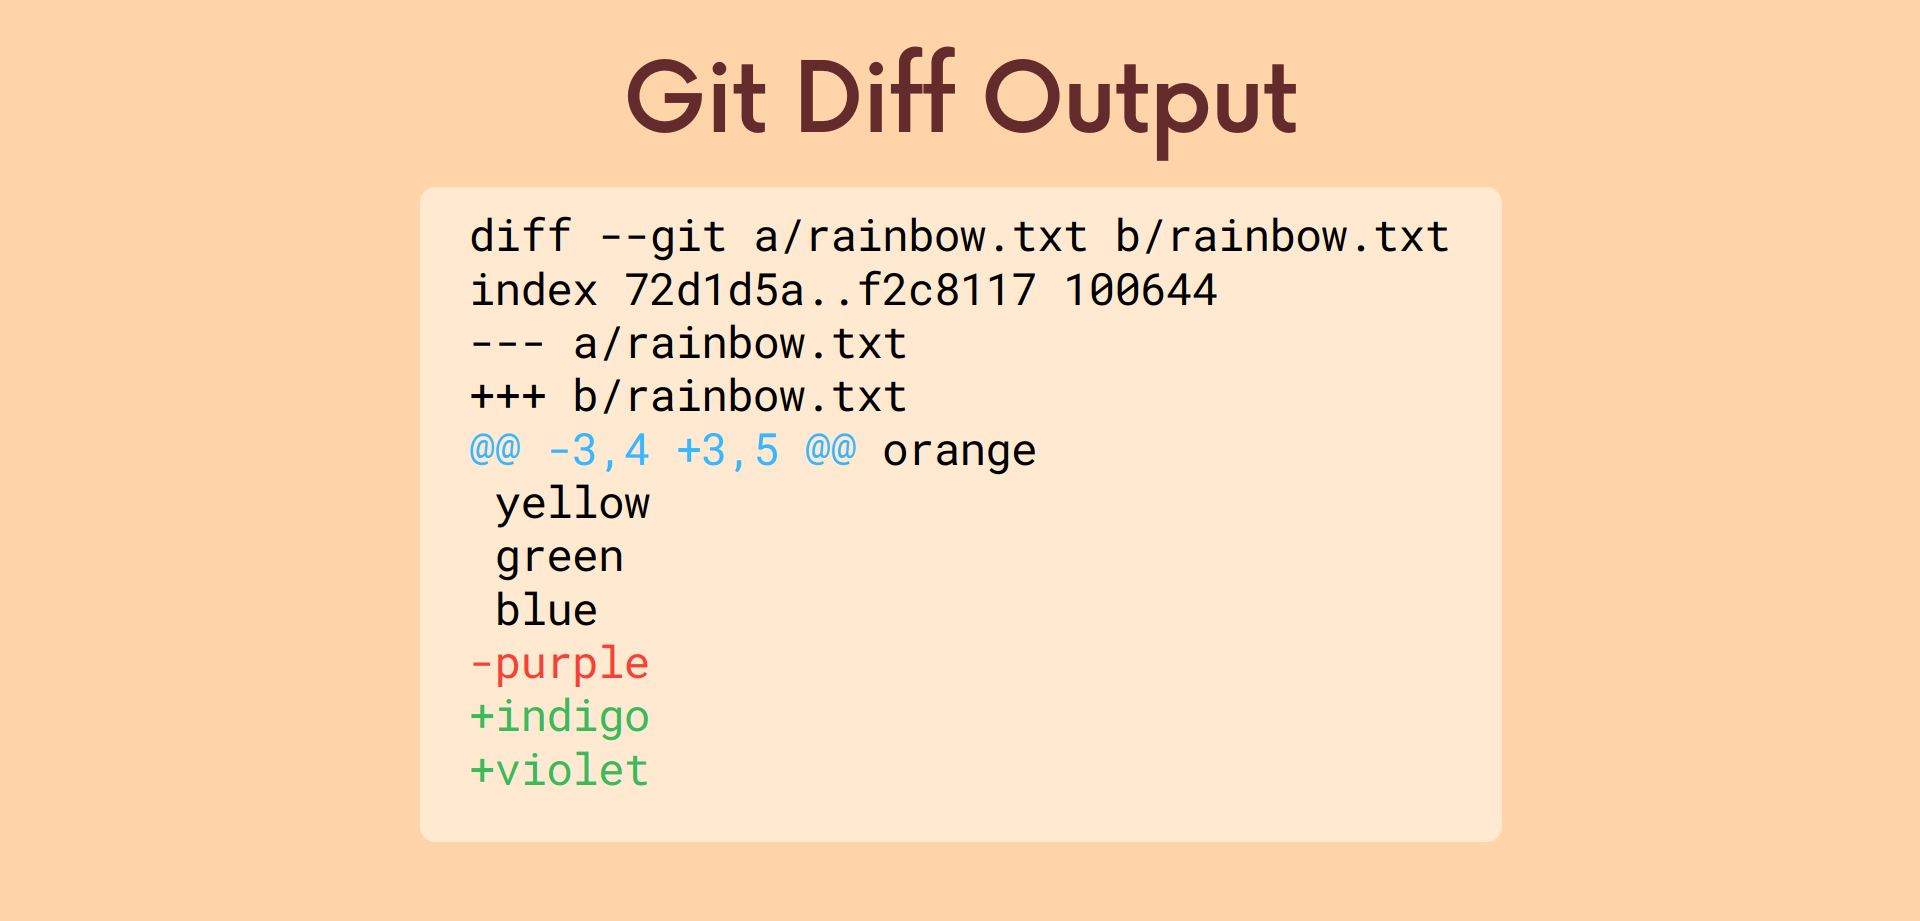 Git Diff Output
diff --git a/rainbow.txt b/rainbow.txt
index 72d1d5a..f2c8117 100644
--- a/rainbow.txt
+++ b/rainbow.txt
@@ -3,4 +3,5 @@ orange
 yellow
 green
 blue
-purple
+indigo
+violet